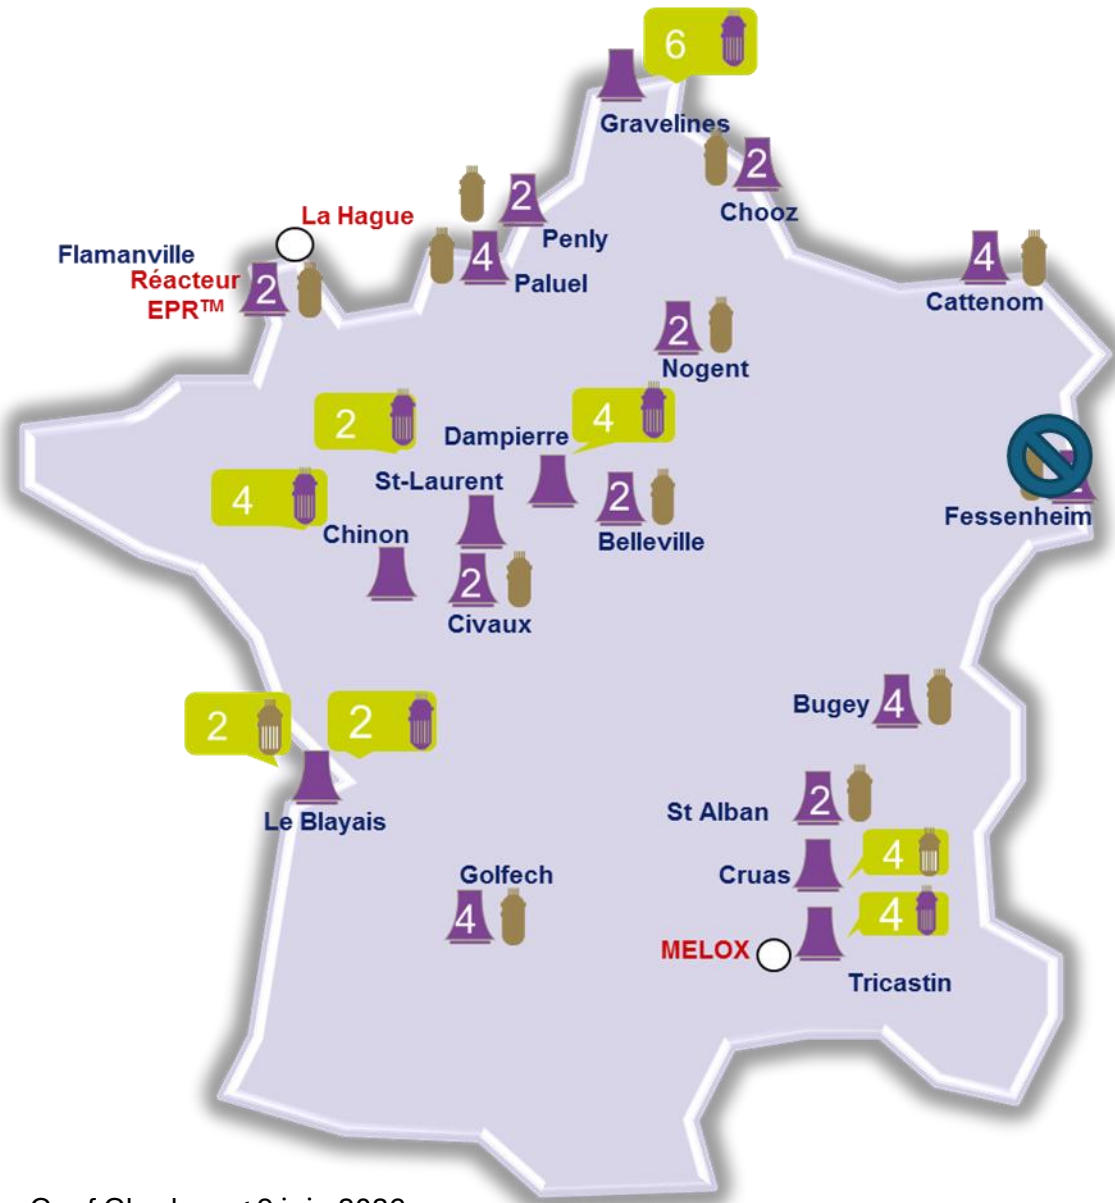 6
Gravelines
2
Chooz
2
Penly
La Hague
Flamanville
Réacteur
EPR™
2
4
Paluel
4
Cattenom
2
Nogent
2
4
Dampierre
St-Laurent
4
Chinon
2
Belleville
Fessenheim
2
Civaux
Bugey
4
2
2
Le Blayais
St Alban
2
Cruas
4
Golfech
4
4
MELOX
Tricastin